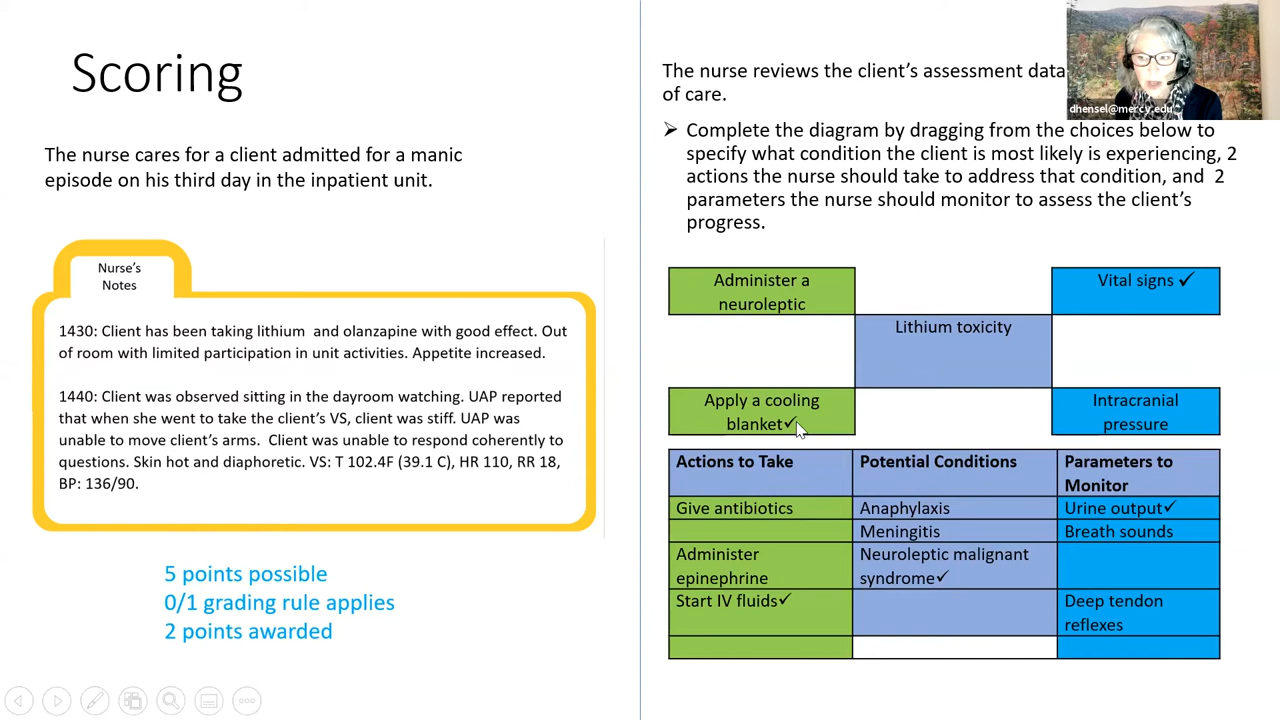 Scoring
The nurse cares for a client admitted for a manic
episode on his third day in the inpatient unit.
Nurse's
Notes
1430: Client has been taking lithium and olanzapine with good effect. Out
of room with limited participation in unit activities. Appetite increased.
1440: Client was observed sitting in the dayroom watching. UAP reported
that when she went to take the client's VS, client was stiff. UAP was
unable to move client's arms. Client was unable to respond coherently to
questions. Skin hot and diaphoretic. VS: T 102.4F (39.1 C), HR 110, RR 18,
BP: 136/90.
5 points possible
0/1 grading rule applies
2 points awarded
The nurse reviews the client's assessment data
of care.
➤ Complete the diagram by dragging from the choices below to
specify what condition the client is most likely is experiencing, 2
actions the nurse should take to address that condition, and 2
parameters the nurse should monitor to assess the client's
progress.
Administer a
neuroleptic
Vital signs ✓
Lithium toxicity
Apply a cooling
blanket✓
Intracranial
pressure
Actions to Take
Potential Conditions
Parameters to
Monitor
Give antibiotics
Anaphylaxis
Urine output✓
Meningitis
Breath sounds
Administer
epinephrine
Neuroleptic malignant
syndrome✓
Start IV fluids✓
Deep tendon
reflexes
dhensel@mercy.edu